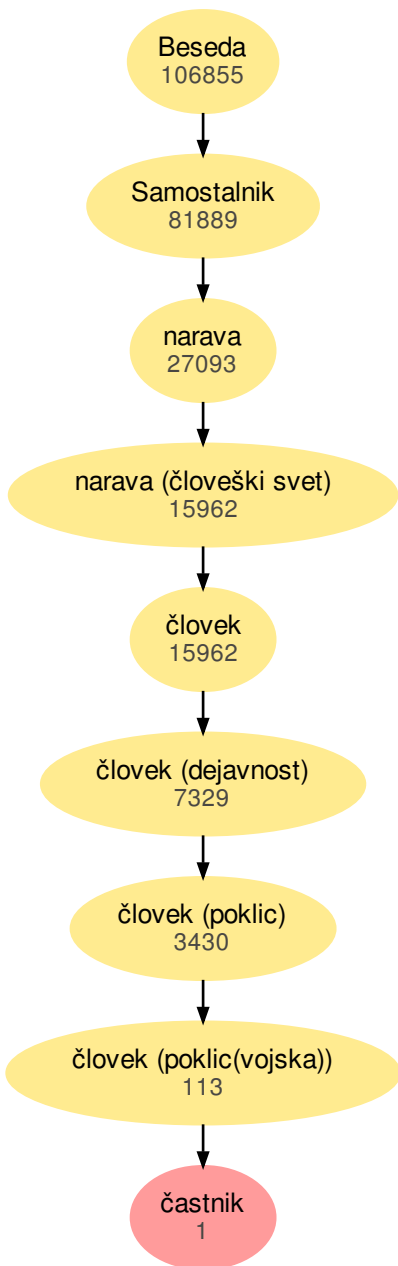 Beseda
106855
Samostalnik
81889
narava
27093
narava (človeški svet)
15962
človek
15962
človek (dejavnost)
7329
človek (poklic)
3430
človek (poklic(vojska))
113
častnik
1